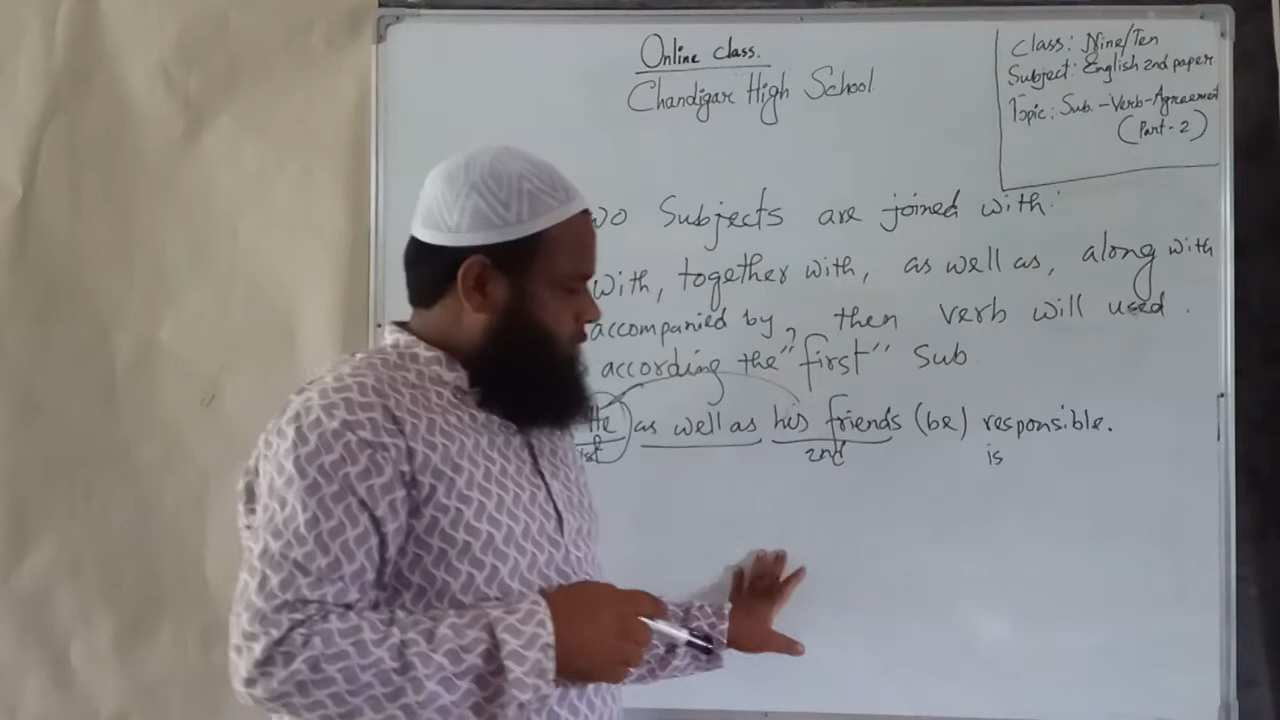 Online class.
Chandigar High School
Class: Nine/Ten
Subject: English 2nd paper
Topic: Sub.-Verb-Agreement
(Part-2)
wo Subjects are joined with:
with, together with, as well as, along with
accompanied by, then verb will used.
according the "first" Sub
He as well as his friends (be) responsible.
1st 2nd is